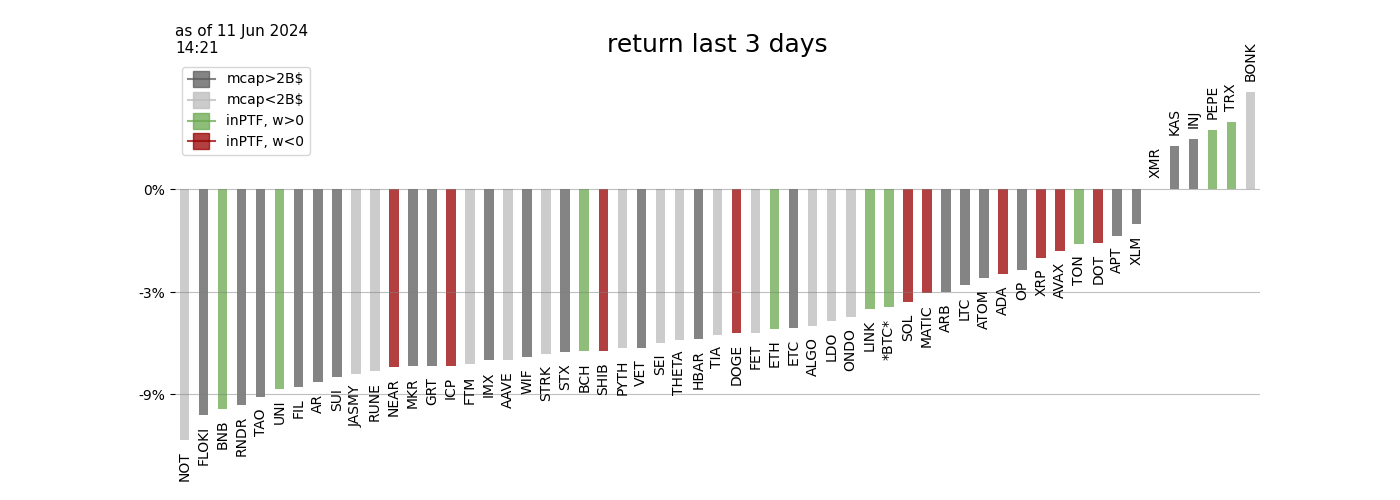 as of 11 Jun 2024
14:21
return last 3 days
mcap>2B$
mcap<2B$
inPTF, w>0
inPTF, w<0
0%
-3%
-9%
NOT
FLOKI
BNB
RNDR
TAO
UNI
FIL
AR
SUI
JASMY
RUNE
NEAR
MKR
GRT
ICP
FTM
IMX
AAVE
WIF
STRK
STX
BCH
SHIB
PYTH
VET
SEI
THETA
HBAR
TIA
DOGE
FET
ETH
ETC
ALGO
LDO
ONDO
LINK
*BTC*
SOL
MATIC
ARB
LTC
ATOM
ADA
OP
XRP
AVAX
TON
DOT
APT
XLM
XMR
KAS
INJ
PEPE
TRX
BONK